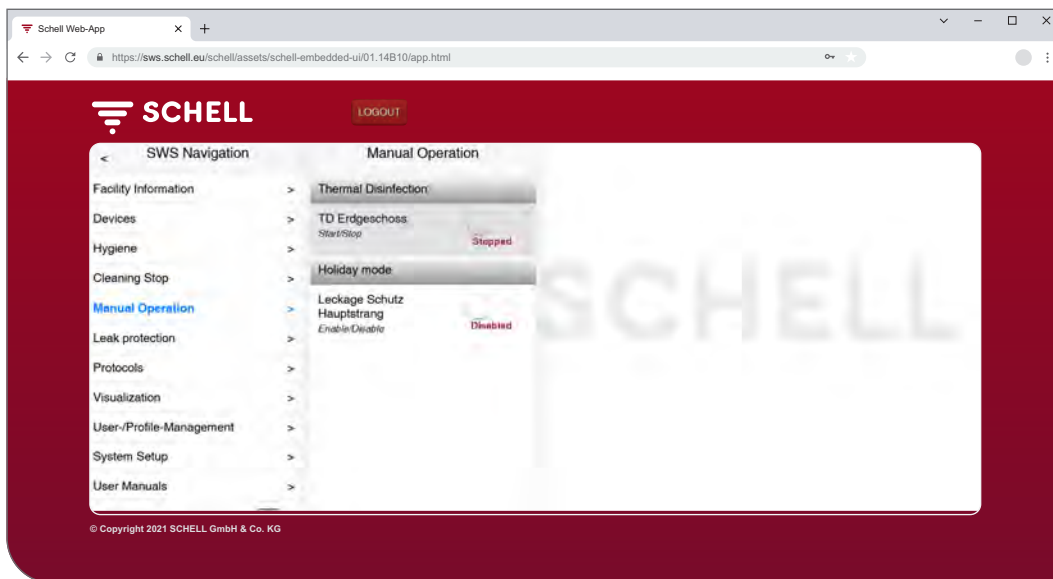 Schell Web-App
https://sws.schell.eu/schell/assets/schell-embedded-ui/01.14B10/app.html
SCHELL
LOGOUT
< SWS Navigation
Manual Operation
Facility Information >
Devices >
Hygiene >
Cleaning Stop >
Manual Operation >
Leak protection >
Protocols >
Visualization >
User-/Profile-Management >
System Setup >
User Manuals >
Thermal Disinfection
TD Erdgeschoss
Start/Stop
Stopped
Holiday mode
Leckage Schutz
Hauptstrang
Enable/Disable
Disabled
SCHELL
© Copyright 2021 SCHELL GmbH & Co. KG